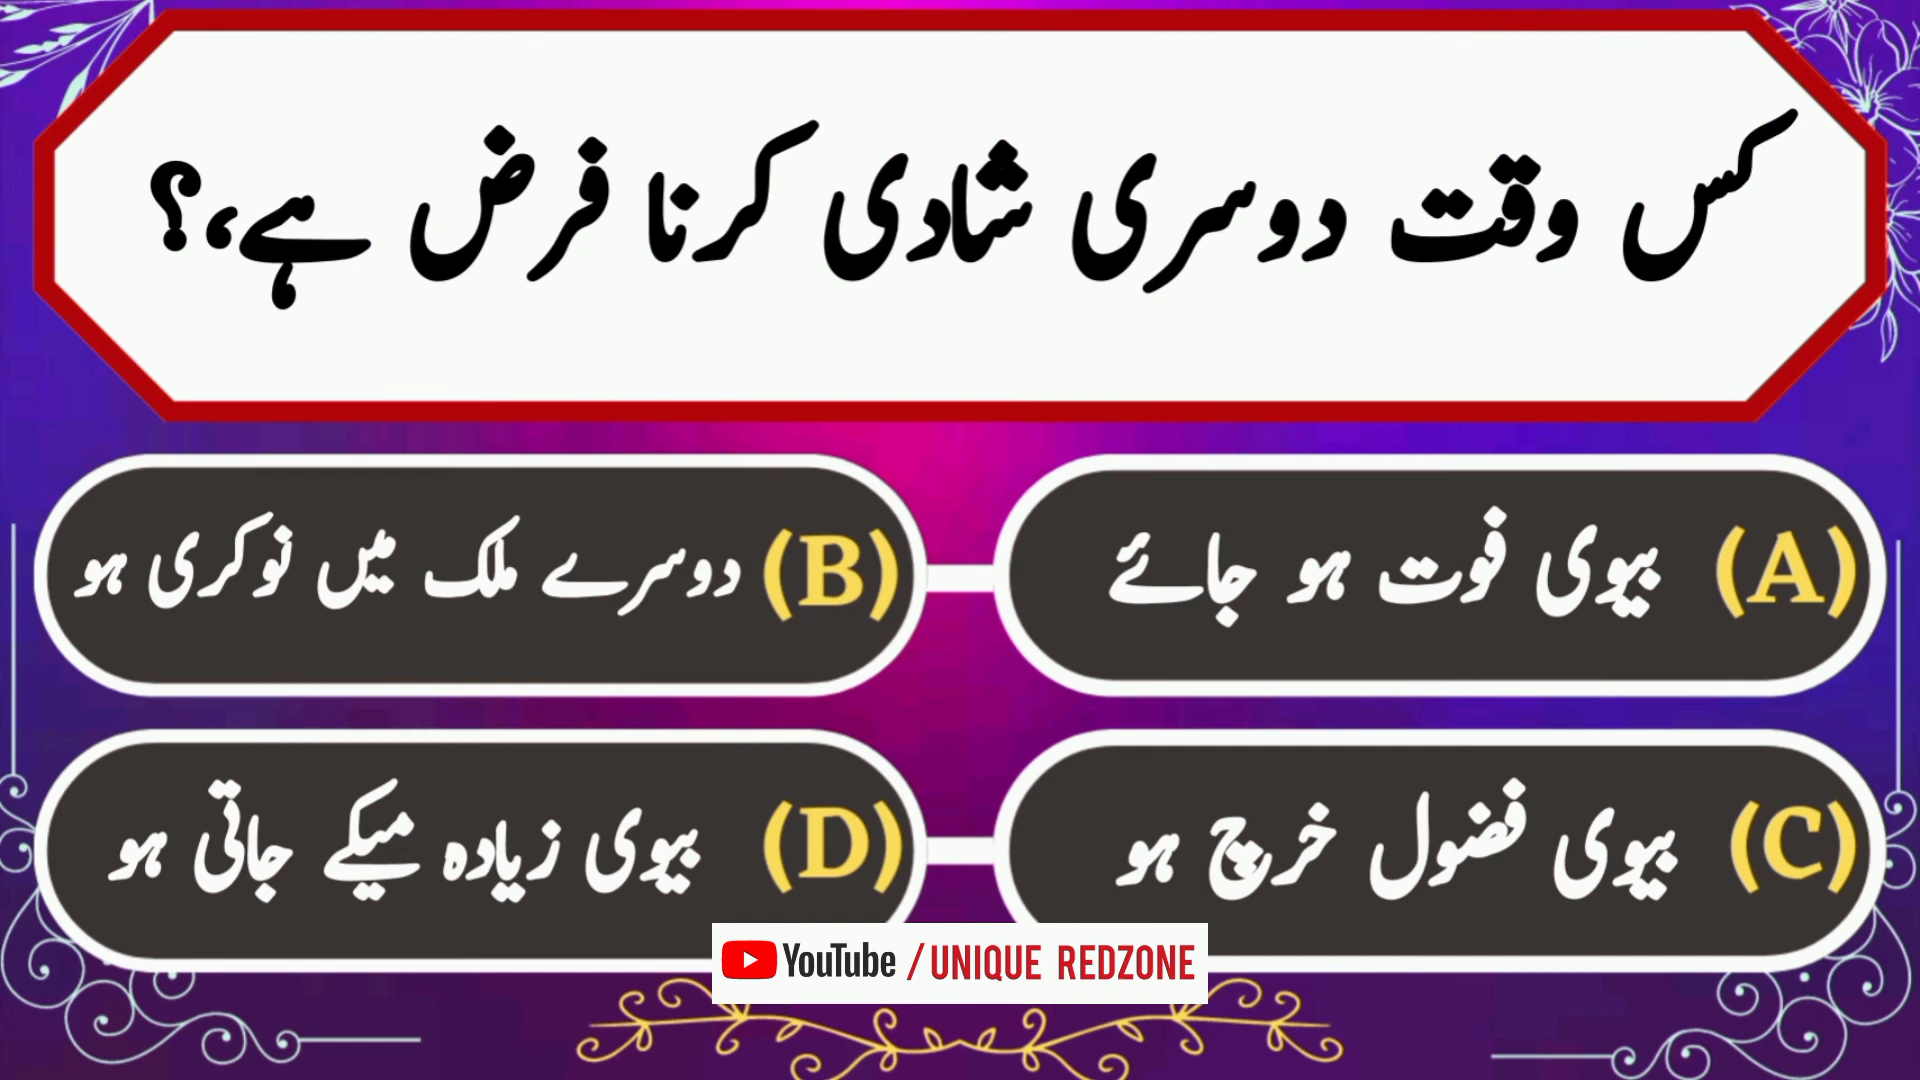 کس وقت دوسری شادی کرنا فرض ہے،؟
(A) بیوی فوت ہو جائے
(B) دوسرے ملک میں نوکری ہو
(C) بیوی فضول خرچ ہو
(D) بیوی زیادہ میکے جاتی ہو
YouTube / UNIQUE REDZONE